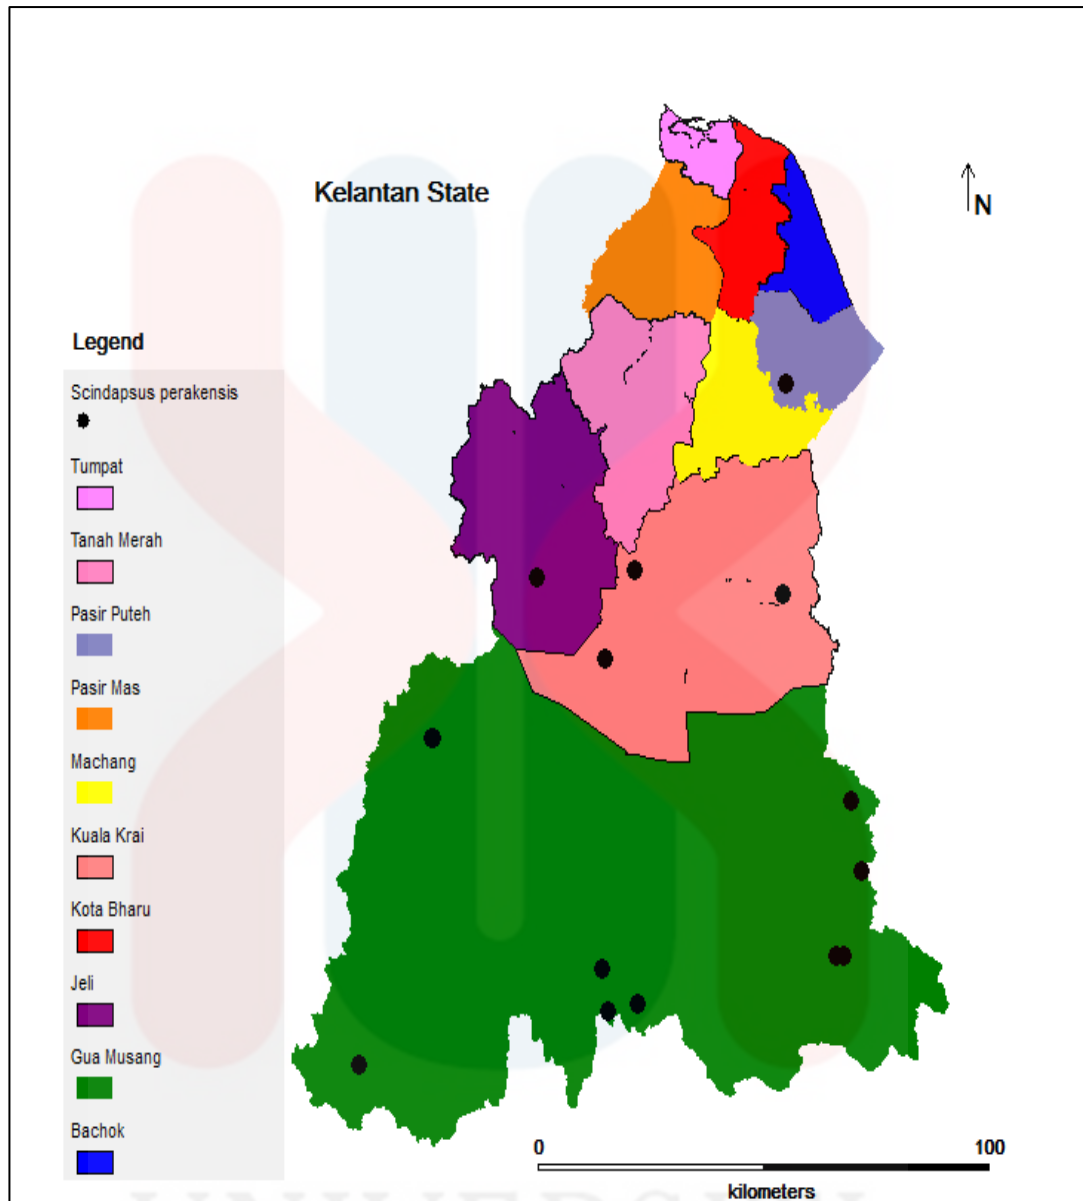 Kelantan State
N
Legend
Scindapsus perakensis
Tumpat
Tanah Merah
Pasir Puteh
Pasir Mas
Machang
Kuala Krai
Kota Bharu
Jeli
Gua Musang
Bachok
0 100
kilometers